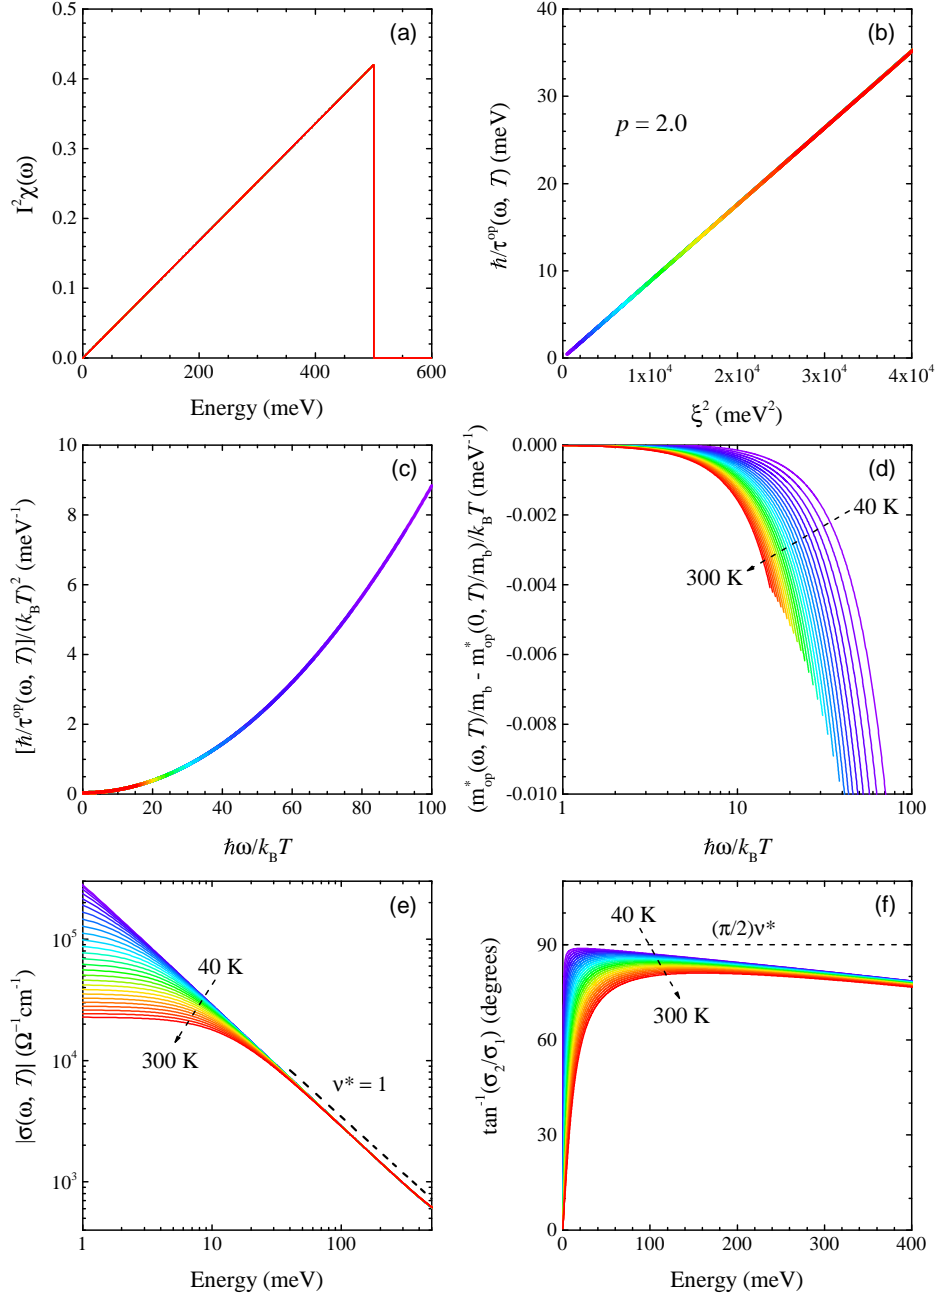 (a)
I²χ(ω)
0.5
0.4
0.3
0.2
0.1
0.0
0 200 400 600
Energy (meV)
(b)
ℏ/τᵒᵖ(ω, T) (meV)
40
30
20
10
0
p = 2.0
1x10⁴ 2x10⁴ 3x10⁴ 4x10⁴
ξ² (meV²)
(c)
[ℏ/τᵒᵖ(ω, T)]/(k_BT)² (meV⁻¹)
10
8
6
4
2
0
0 20 40 60 80 100
ℏω/k_BT
(d)
(m*_op(ω, T)/m_b - m*_op(0, T)/m_b)/k_BT (meV⁻¹)
0.000
-0.002
-0.004
-0.006
-0.008
-0.010
40 K
300 K
1 10 100
ℏω/k_BT
(e)
|σ(ω, T)| (Ω⁻¹cm⁻¹)
10⁵
10⁴
10³
40 K
300 K
ν* = 1
1 10 100
Energy (meV)
(f)
tan⁻¹(σ₂/σ₁) (degrees)
90
60
30
0
40 K
(π/2)ν*
300 K
0 100 200 300 400
Energy (meV)